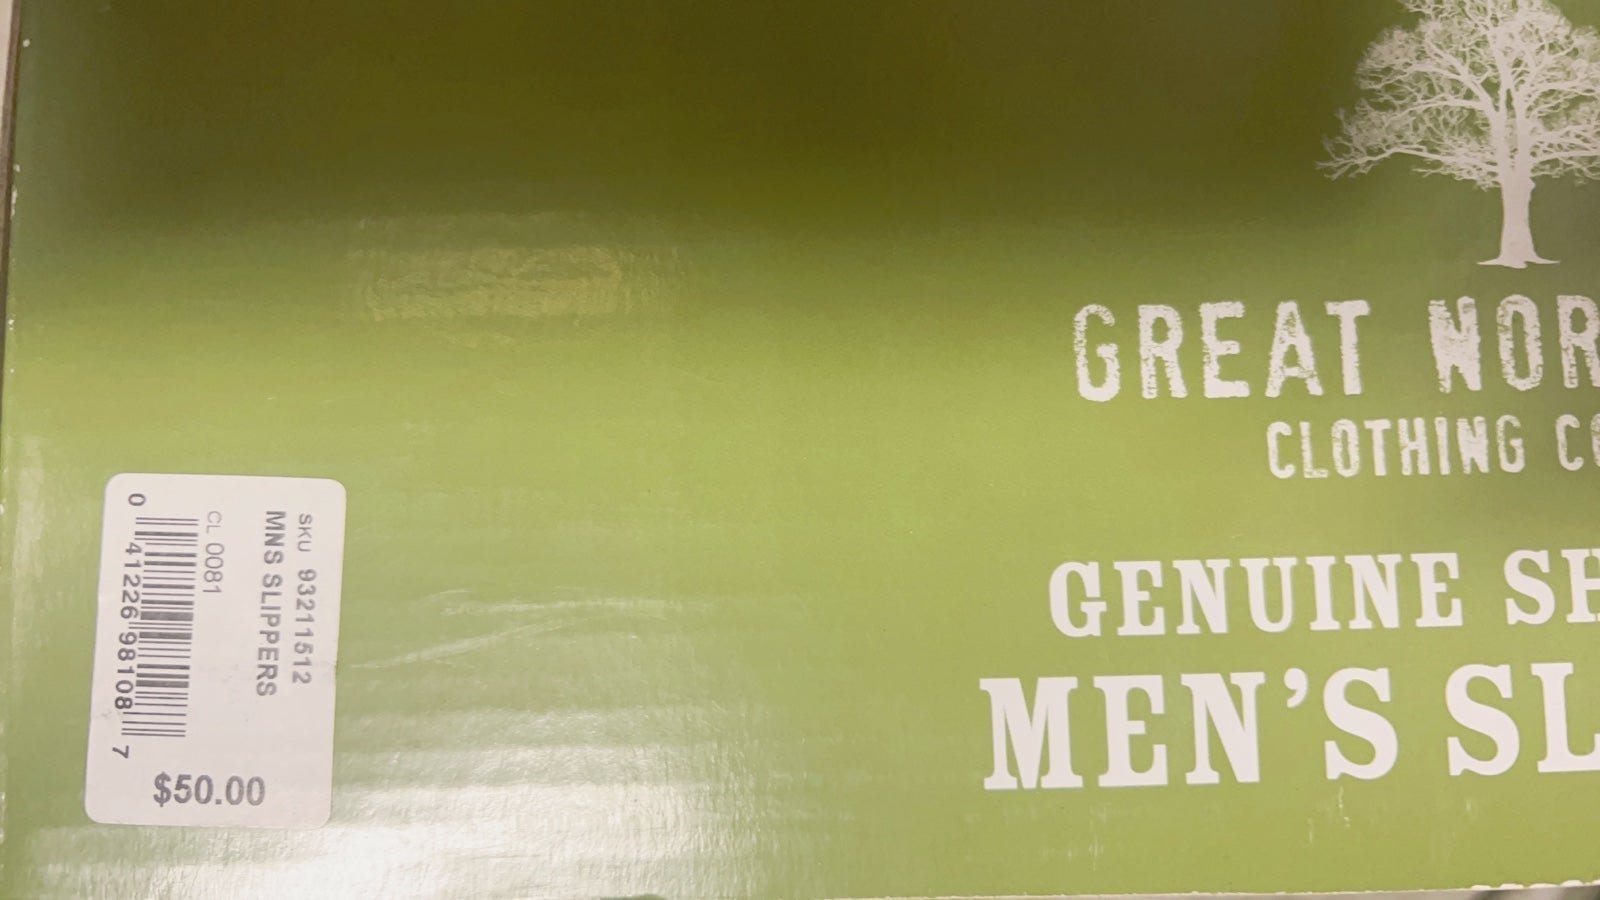 GREAT NOR
CLOTHING CO
GENUINE SH
MEN'S SL
SKU 93211512
MNS SLIPPERS
CL 0081
0 41226 98108 7
$50.00